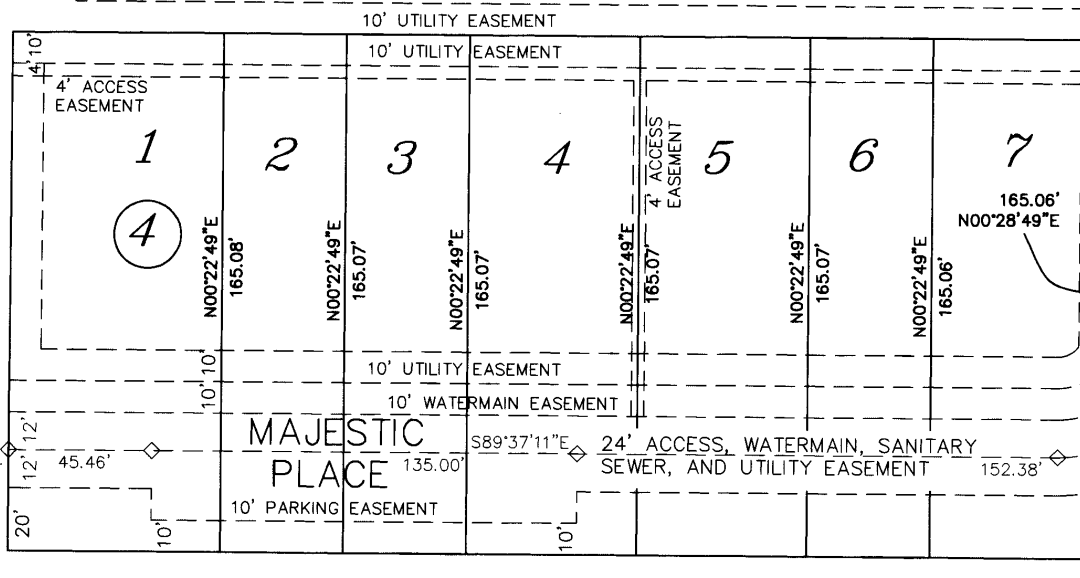 10' UTILITY EASEMENT
10' UTILITY EASEMENT
4' 10'
4' ACCESS
EASEMENT
1
2
3
4
5
6
7
4' ACCESS
EASEMENT
165.06'
N00°28'49"E
4
N00°22'49"E
165.08'
N00°22'49"E
165.07'
N00°22'49"E
165.07'
N00°22'49"E
165.07'
N00°22'49"E
165.07'
N00°22'49"E
165.06'
10' UTILITY EASEMENT
10' 10'
10' WATERMAIN EASEMENT
12' 12'
45.46'
MAJESTIC
PLACE
135.00'
S89°37'11"E
24' ACCESS, WATERMAIN, SANITARY
SEWER, AND UTILITY EASEMENT
152.38'
10' PARKING EASEMENT
20'
10'
10'